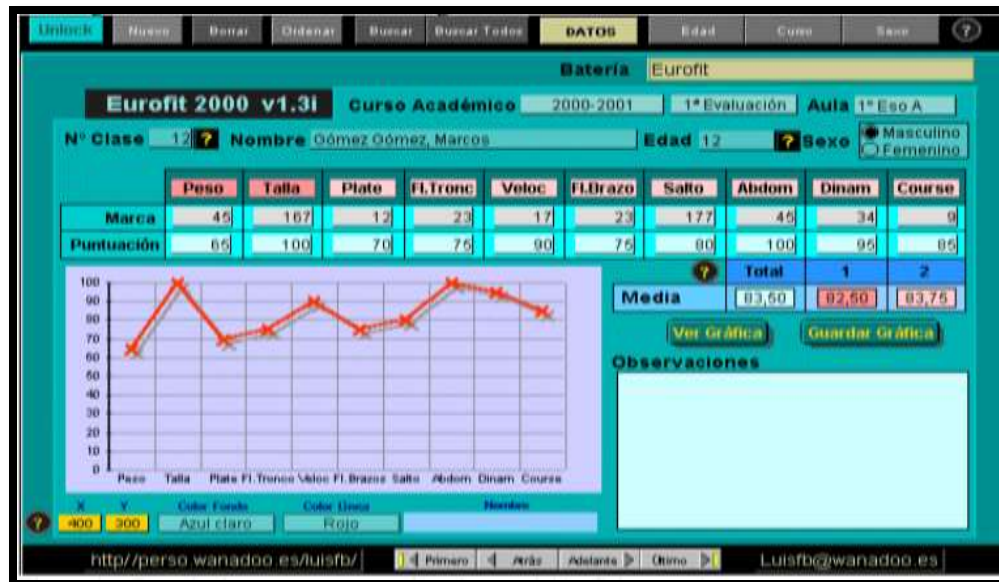 Unlock Nuevo Borrar Ordenar Buscar Buscar Todos DATOS Edad Curso Sexo ?
Batería Eurofit
Eurofit 2000 v1.3i Curso Académico 2000-2001 1ª Evaluación Aula 1º Eso A
Nº Clase 12 ? Nombre Gómez Gómez, Marcos Edad 12 ? Sexo Masculino
Femenino
Peso Talla Plate Fl.Tronc Veloc Fl.Brazo Salto Abdom Dinam Course
Marca 45 167 12 23 17 23 177 45 34 9
Puntuación 65 100 70 75 90 75 80 100 95 85
? Total 1 2
Media 83,50 82,50 83,75
Ver Gráfica Guardar Gráfica
Observaciones
100
90
80
70
60
50
40
30
20
10
0
Peso Talla Plate Fl.Tronco Veloc Fl.Brazos Salto Abdom Dinam Course
X Y Color Fondo Color Línea Nombre
? 400 300 Azul claro Rojo
http//perso.wanadoo.es/luisfb/ Primero Atrás Adelante Último Luisfb@wanadoo.es